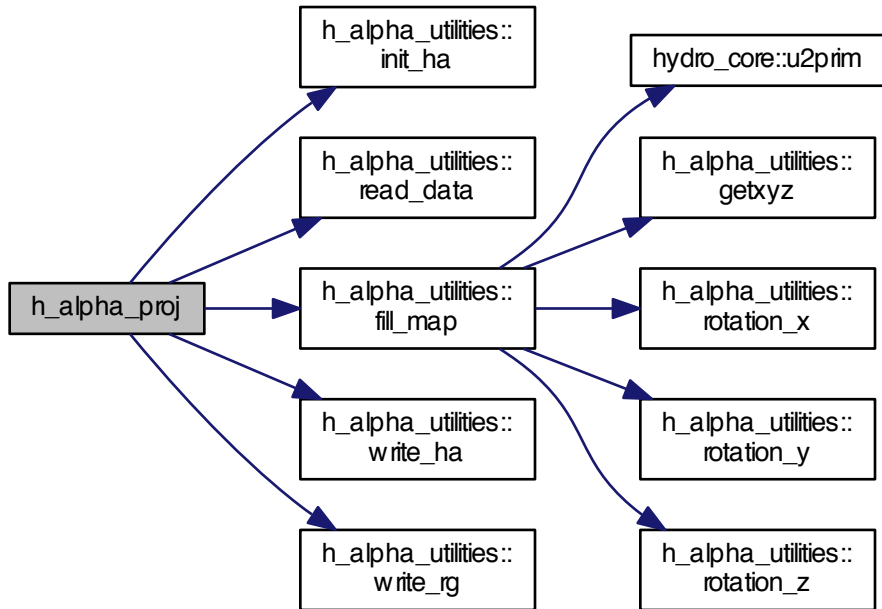 h_alpha_proj
h_alpha_utilities::
init_ha
h_alpha_utilities::
read_data
h_alpha_utilities::
fill_map
h_alpha_utilities::
write_ha
h_alpha_utilities::
write_rg
hydro_core::u2prim
h_alpha_utilities::
getxyz
h_alpha_utilities::
rotation_x
h_alpha_utilities::
rotation_y
h_alpha_utilities::
rotation_z